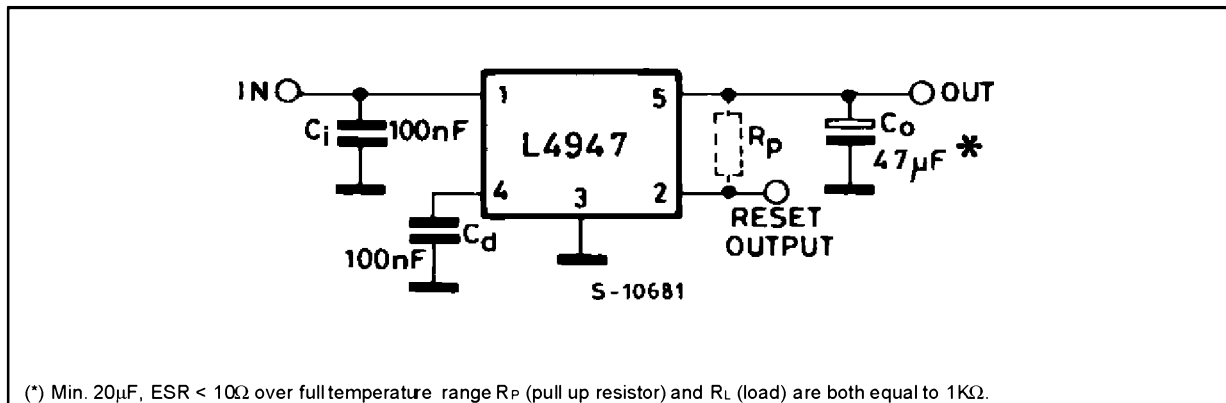 IN
1
5
OUT
Ci
100nF
L4947
Rp
Co
47µF *
4
3
2
Cd
100nF
RESET
OUTPUT
S-10681
(*) Min. 20µF, ESR < 10Ω over full temperature range RP (pull up resistor) and RL (load) are both equal to 1KΩ.